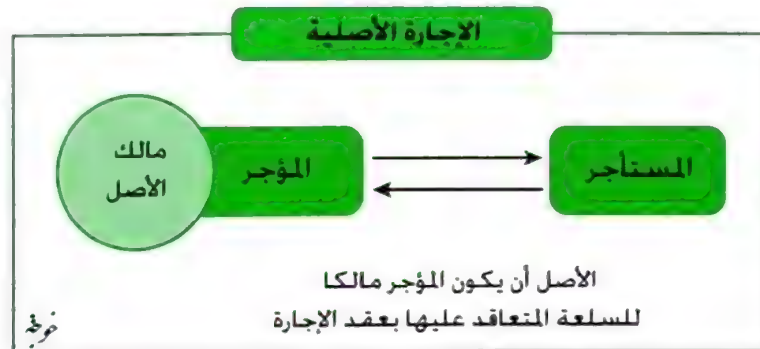 الإجارة الأصلية
المستأجر
المؤجر
مالك
الأصل
الأصل أن يكون المؤجر مالكا
للسلعة المتعاقد عليها بعقد الإجارة